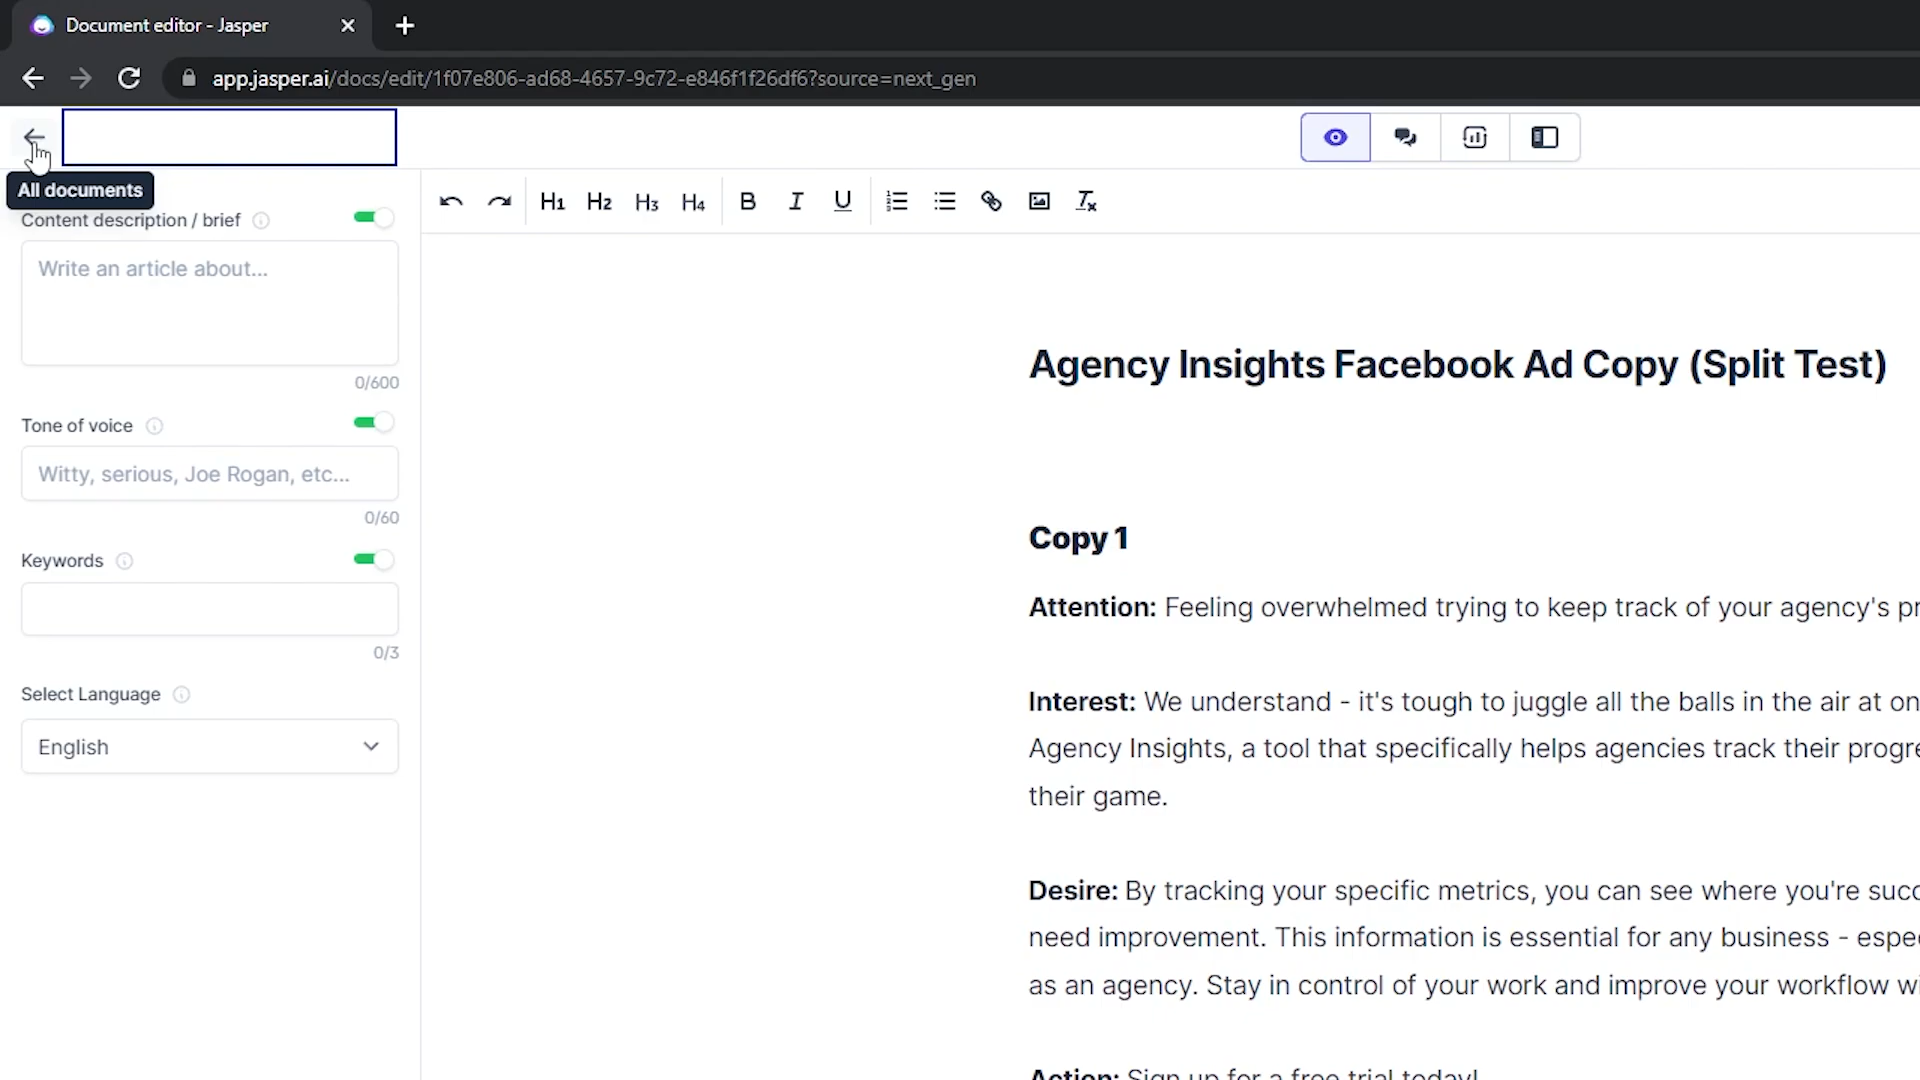 Document editor - Jasper
app.jasper.ai/docs/edit/1f07e806-ad68-4657-9c72-e846f1f26df6?source=next_gen
All documents
H1 H2 H3 H4 B I U
Content description / brief
Write an article about...
0/600
Tone of voice
Witty, serious, Joe Rogan, etc...
0/60
Keywords
0/3
Select Language
English
Agency Insights Facebook Ad Copy (Split Test)
Copy 1
Attention: Feeling overwhelmed trying to keep track of your agency's pr
Interest: We understand - it's tough to juggle all the balls in the air at on
Agency Insights, a tool that specifically helps agencies track their progre
their game.
Desire: By tracking your specific metrics, you can see where you're succ
need improvement. This information is essential for any business - espe
as an agency. Stay in control of your work and improve your workflow wi
Action: Sign up for a free trial today!